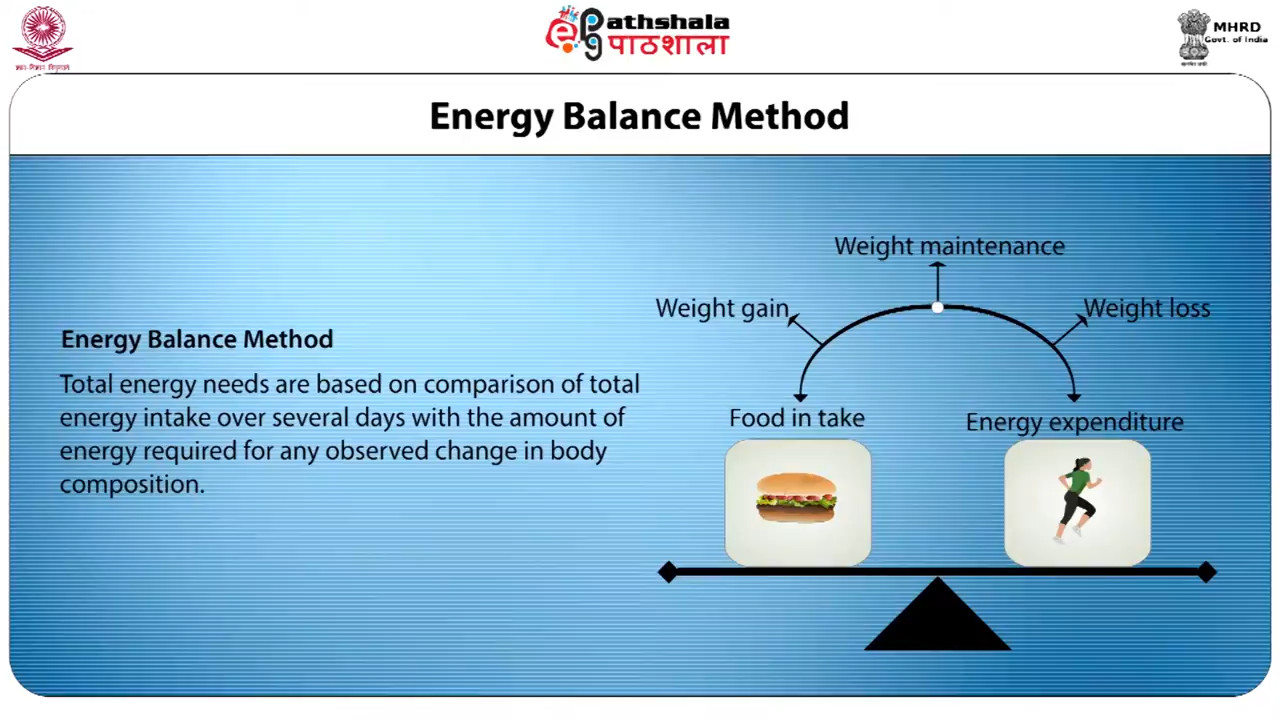 Pathshala
पाठशाला
MHRD
Govt. of India
Energy Balance Method
Energy Balance Method
Total energy needs are based on comparison of total
energy intake over several days with the amount of
energy required for any observed change in body
composition.
Weight maintenance
Weight gain
Weight loss
Food in take
Energy expenditure